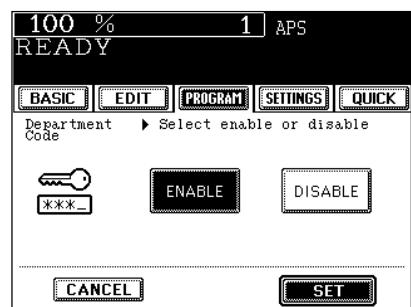 100 % 1 APS
READY
BASIC EDIT PROGRAM SETTINGS QUICK
Department ▶ Select enable or disable
Code
***_ ENABLE DISABLE
CANCEL SET